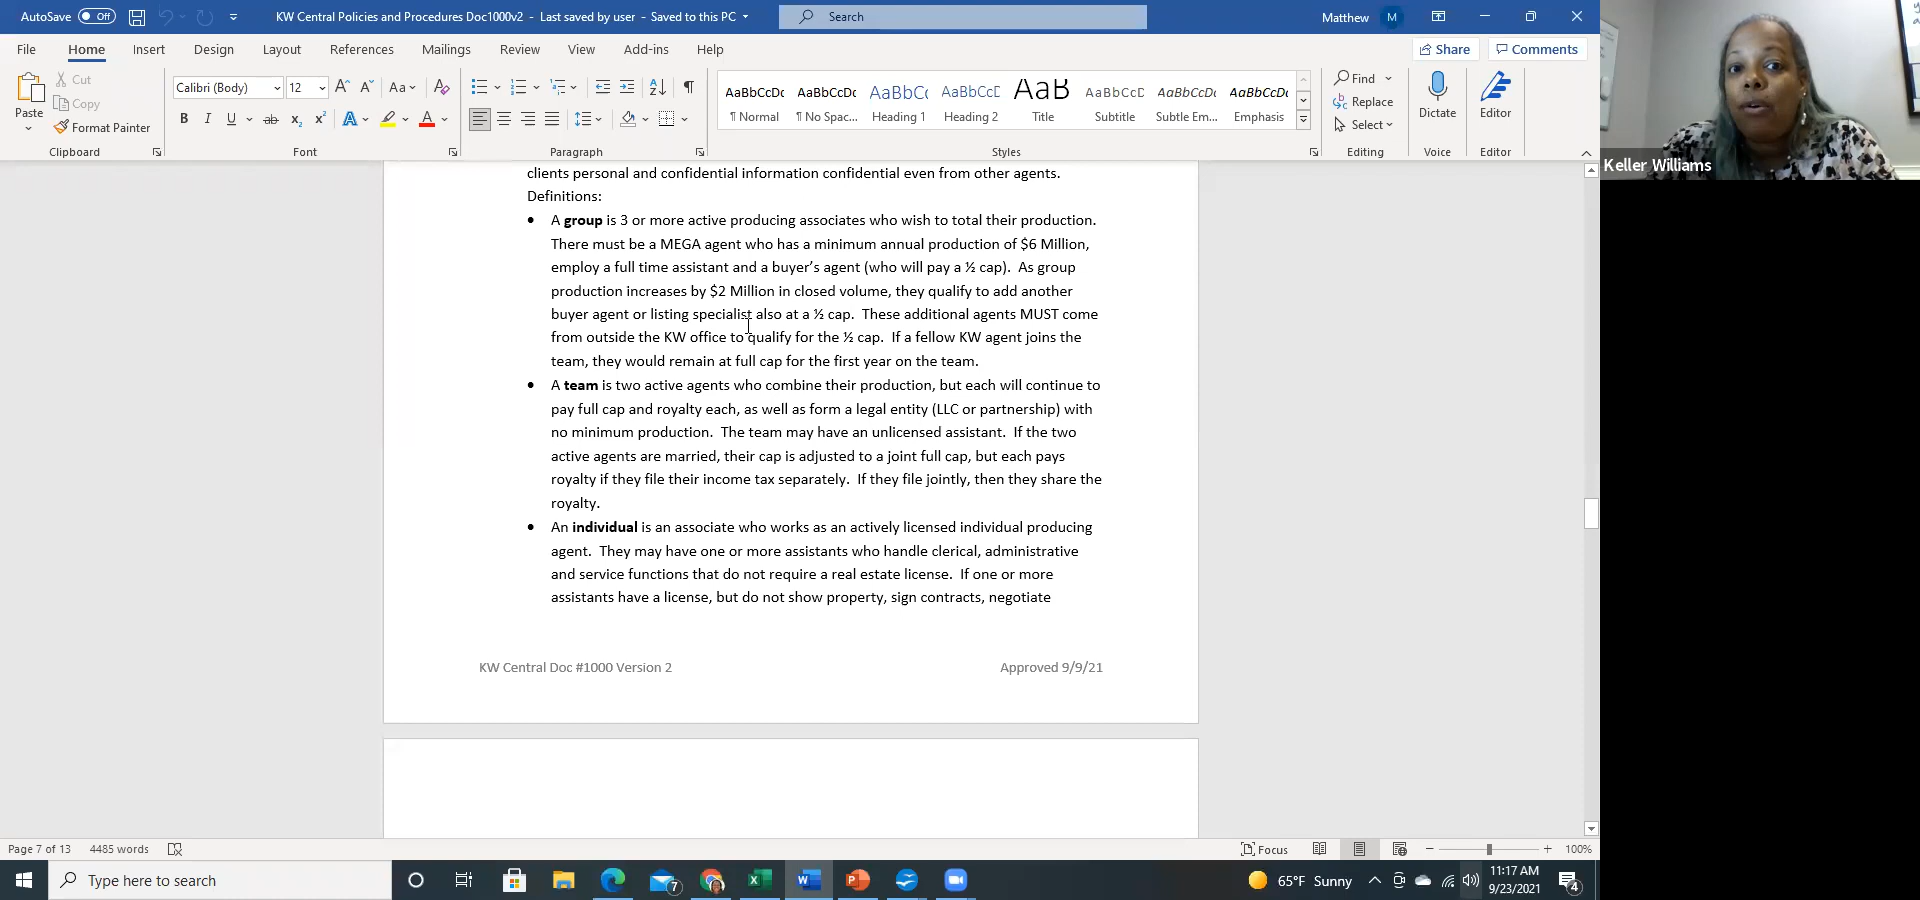 AutoSave Off KW Central Policies and Procedures Doc1000v2 - Last saved by user - Saved to this PC Search Matthew M
File Home Insert Design Layout References Mailings Review View Add-ins Help Share Comments
Paste
Cut
Copy
Format Painter
Calibri (Body) 12
AaBbCcDc AaBbCcDc AaBbCc AaBbCcD AaB AaBbCcD AaBbCcDc AaBbCcDc
¶ Normal ¶ No Spac... Heading 1 Heading 2 Title Subtitle Subtle Em... Emphasis
Find
Replace
Select
Dictate
Editor
Clipboard Font Paragraph Styles Editing Voice Editor
Keller Williams
clients personal and confidential information confidential even from other agents.
Definitions:
• A group is 3 or more active producing associates who wish to total their production.
There must be a MEGA agent who has a minimum annual production of $6 Million,
employ a full time assistant and a buyer’s agent (who will pay a ½ cap). As group
production increases by $2 Million in closed volume, they qualify to add another
buyer agent or listing specialist also at a ½ cap. These additional agents MUST come
from outside the KW office to qualify for the ½ cap. If a fellow KW agent joins the
team, they would remain at full cap for the first year on the team.
• A team is two active agents who combine their production, but each will continue to
pay full cap and royalty each, as well as form a legal entity (LLC or partnership) with
no minimum production. The team may have an unlicensed assistant. If the two
active agents are married, their cap is adjusted to a joint full cap, but each pays
royalty if they file their income tax separately. If they file jointly, then they share the
royalty.
• An individual is an associate who works as an actively licensed individual producing
agent. They may have one or more assistants who handle clerical, administrative
and service functions that do not require a real estate license. If one or more
assistants have a license, but do not show property, sign contracts, negotiate
KW Central Doc #1000 Version 2 Approved 9/9/21
Page 7 of 13 4485 words Focus 100%
Type here to search 7 65°F Sunny 11:17 AM
9/23/2021 4